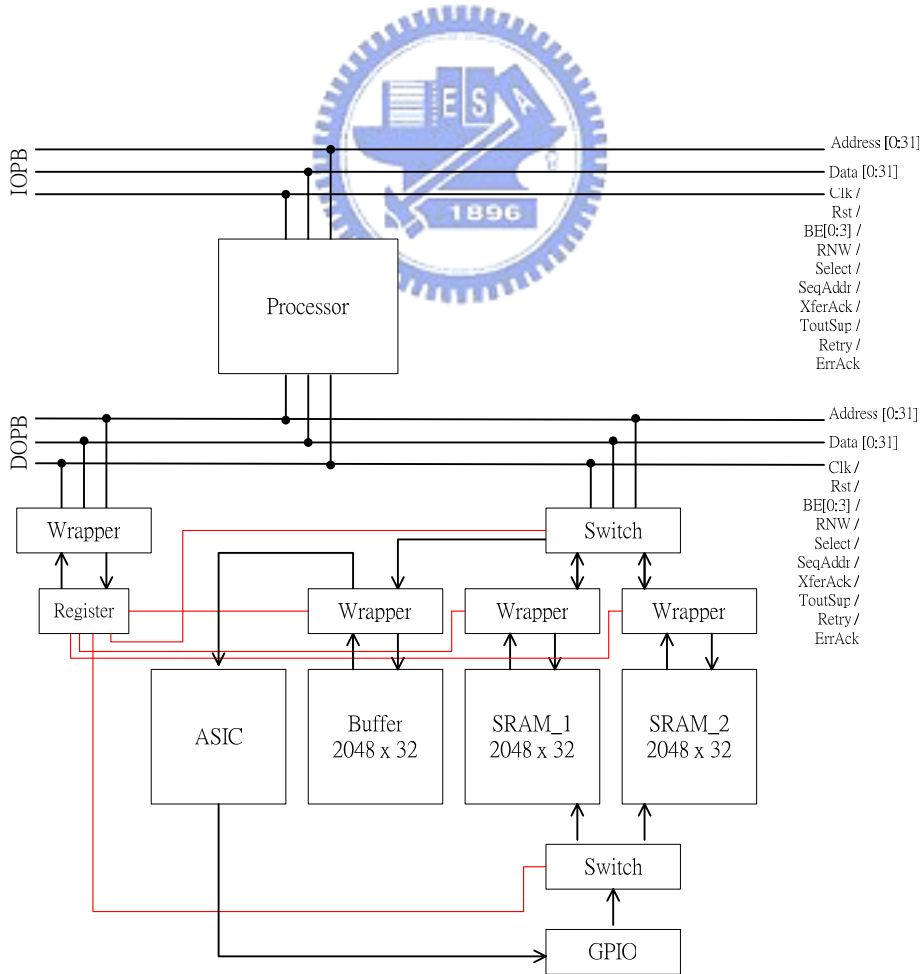 ESA
1896
IOPB
Address [0:31]
Data [0:31]
Clk /
Rst
BE[0:3] /
RNW /
Select /
SeqAddr /
XferAck /
ToutSup /
Retry /
ErrAck
Processor
DOPB
Address [0:31]
Data [0:31]
Clk /
Rst /
BE[0:3] /
RNW /
Select /
SeqAddr /
XferAck /
ToutSup /
Retry /
ErrAck
Wrapper
Switch
Register
Wrapper
Wrapper
Wrapper
ASIC
Buffer
2048 x 32
SRAM_1
2048 x 32
SRAM_2
2048 x 32
Switch
GPIO